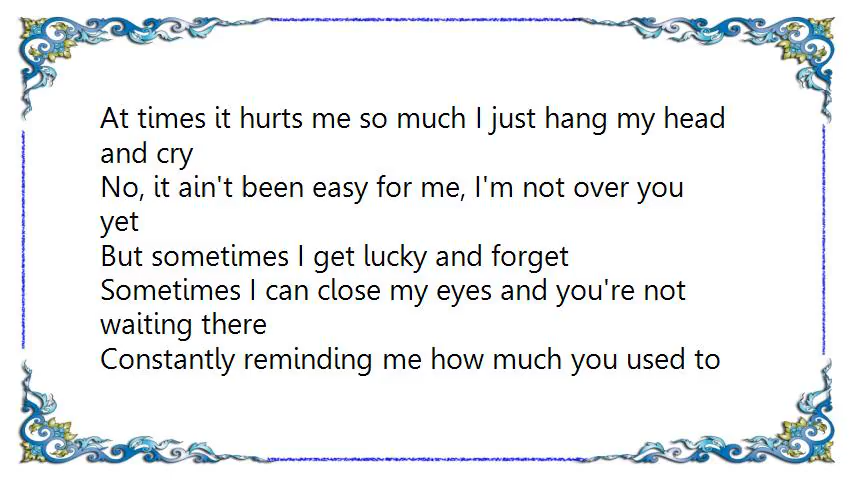 At times it hurts me so much I just hang my head
and cry
No, it ain't been easy for me, I'm not over you
yet
But sometimes I get lucky and forget
Sometimes I can close my eyes and you're not
waiting there
Constantly reminding me how much you used to